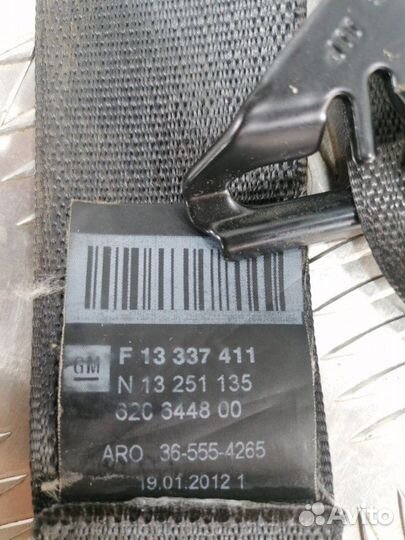 GM
F 13 337 411
N 13 251 135
620 6448 00
ARO 36-555-4265
19.01.2012 1
Avito